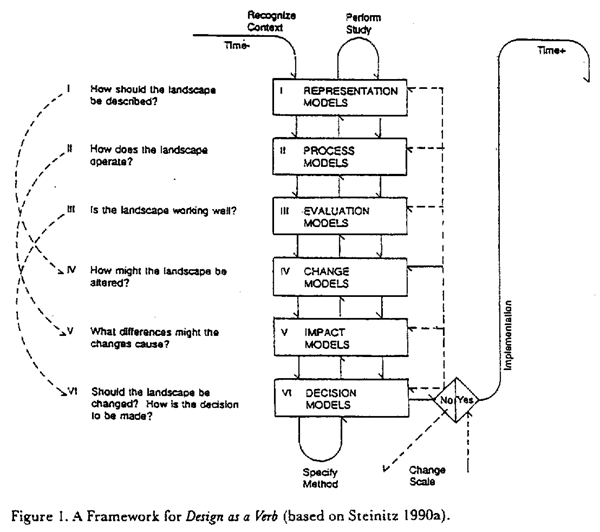 Recognize
Context
Perform
Study
Time-
Time+
I How should the landscape
be described?
I REPRESENTATION
MODELS
II How does the landscape
operate?
II PROCESS
MODELS
III Is the landscape working well?
III EVALUATION
MODELS
IV How might the landscape be
altered?
IV CHANGE
MODELS
V What differences might the
changes cause?
V IMPACT
MODELS
Implementation
VI Should the landscape be
changed? How is the decision
to be made?
VI DECISION
MODELS
No Yes
Specify
Method
Change
Scale
Figure 1. A Framework for Design as a Verb (based on Steinitz 1990a).